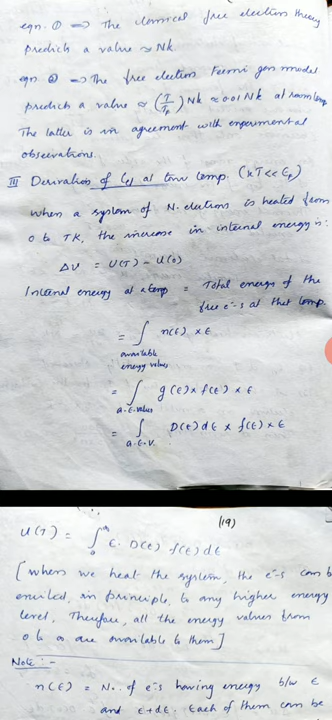 eqn. ① ⟹ The classical free electron theory
predicts a value ≈ Nk.
eqn. ② ⟹ The free electron Fermi gas model
predicts a value ≈ (T/T_F) Nk ≈ 0.01 Nk at room temp.
The latter is in agreement with experimental
observations.
III Derivation of Cel at low temp. (kT << E_F)
When a system of N-electrons is heated from
0 to TK, the increase in internal energy is:
ΔU = U(T) - U(0)
Internal energy at a temp = Total energy of the
free e⁻s at that temp.
= ∫ n(ε) × ε
available
energy values
= ∫ g(ε) × f(ε) × ε
a.E.values
= ∫ D(ε) dε × f(ε) × ε
a.E.V.
(19)
U(T) = ∫₀^∞ ε. D(ε) f(ε) dε
[when we heat the system, the e⁻s can b
excited, in principle, to any higher energy
level. Therefore, all the energy values from
0 to ∞ are available to them]
Note :-
n(ε) = No. of e⁻s having energy b/w ε
and ε+dε. Each of them can be